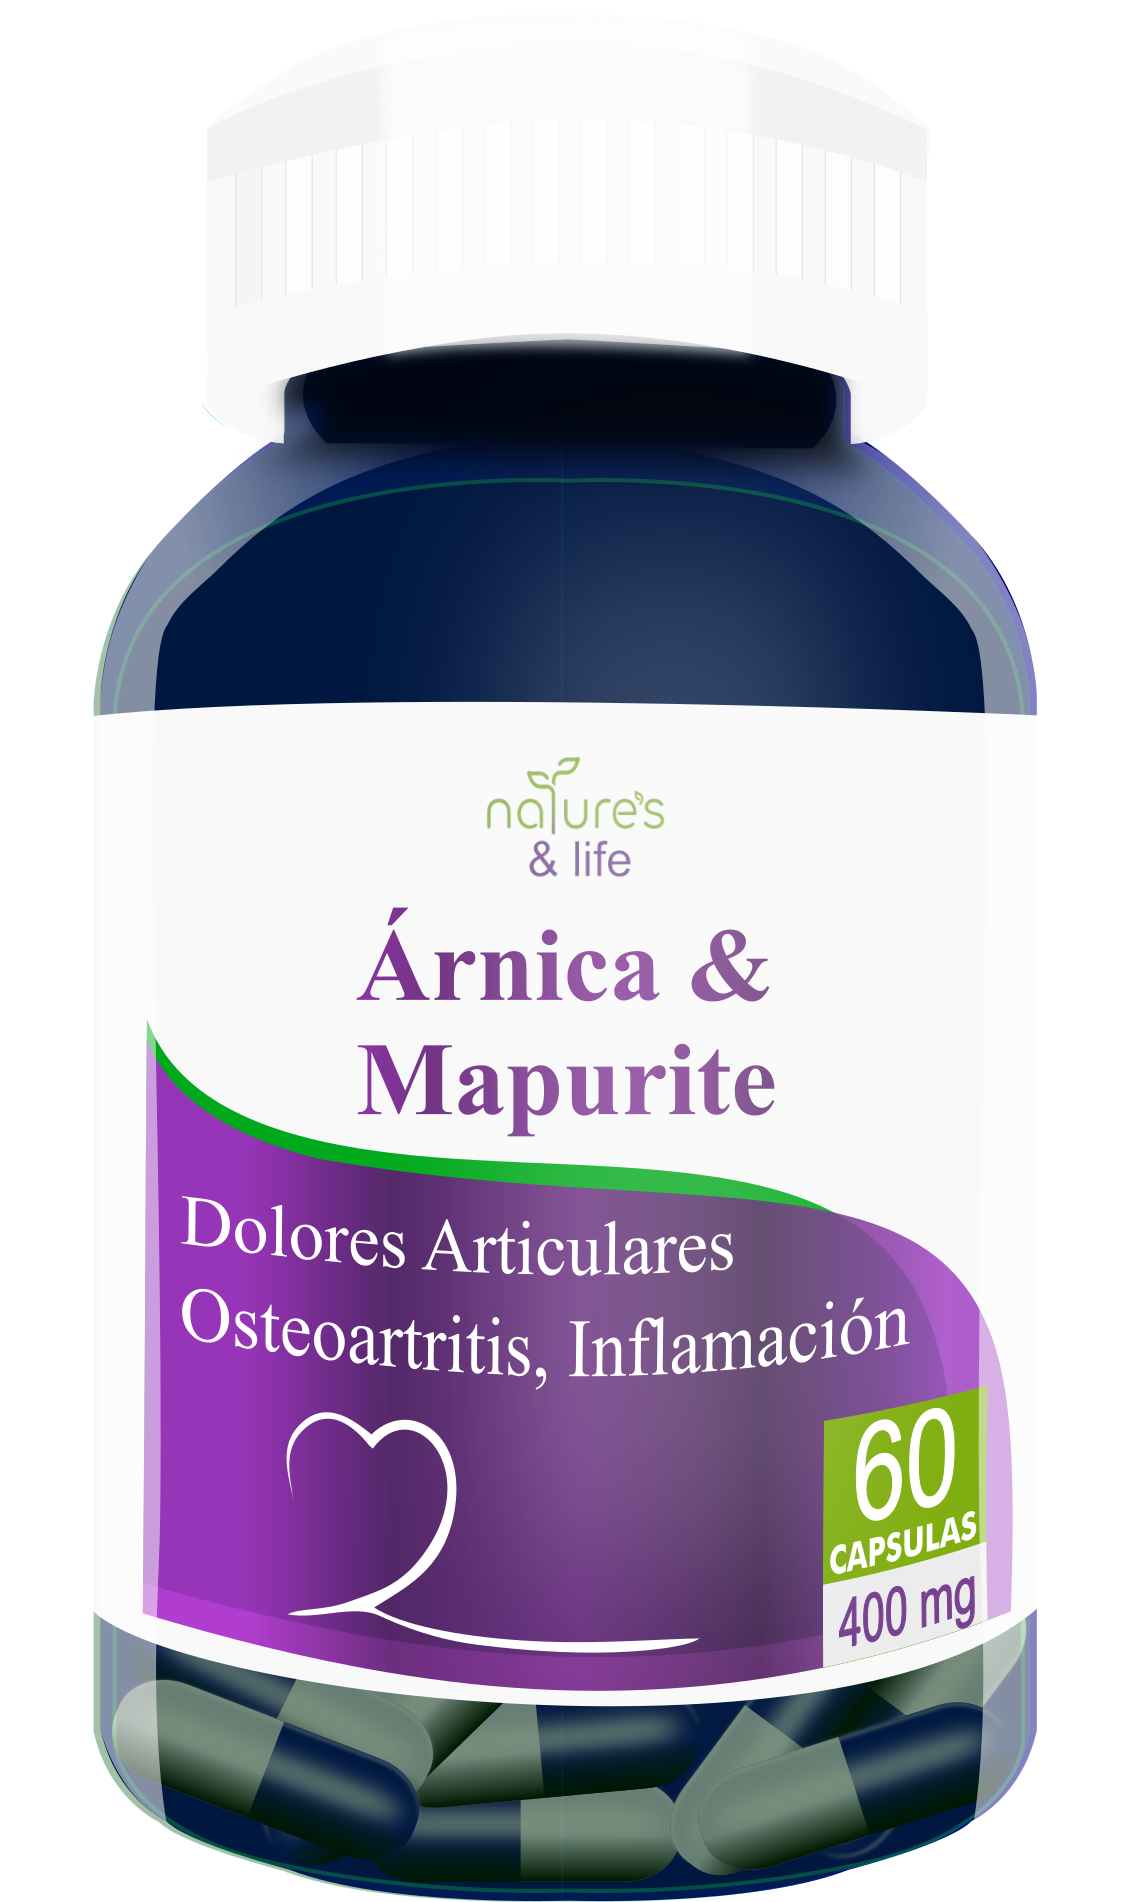 nature's
& life
Árnica &
Mapurite
Dolores Articulares
Osteoartritis, Inflamación
60
CAPSULAS
400 mg